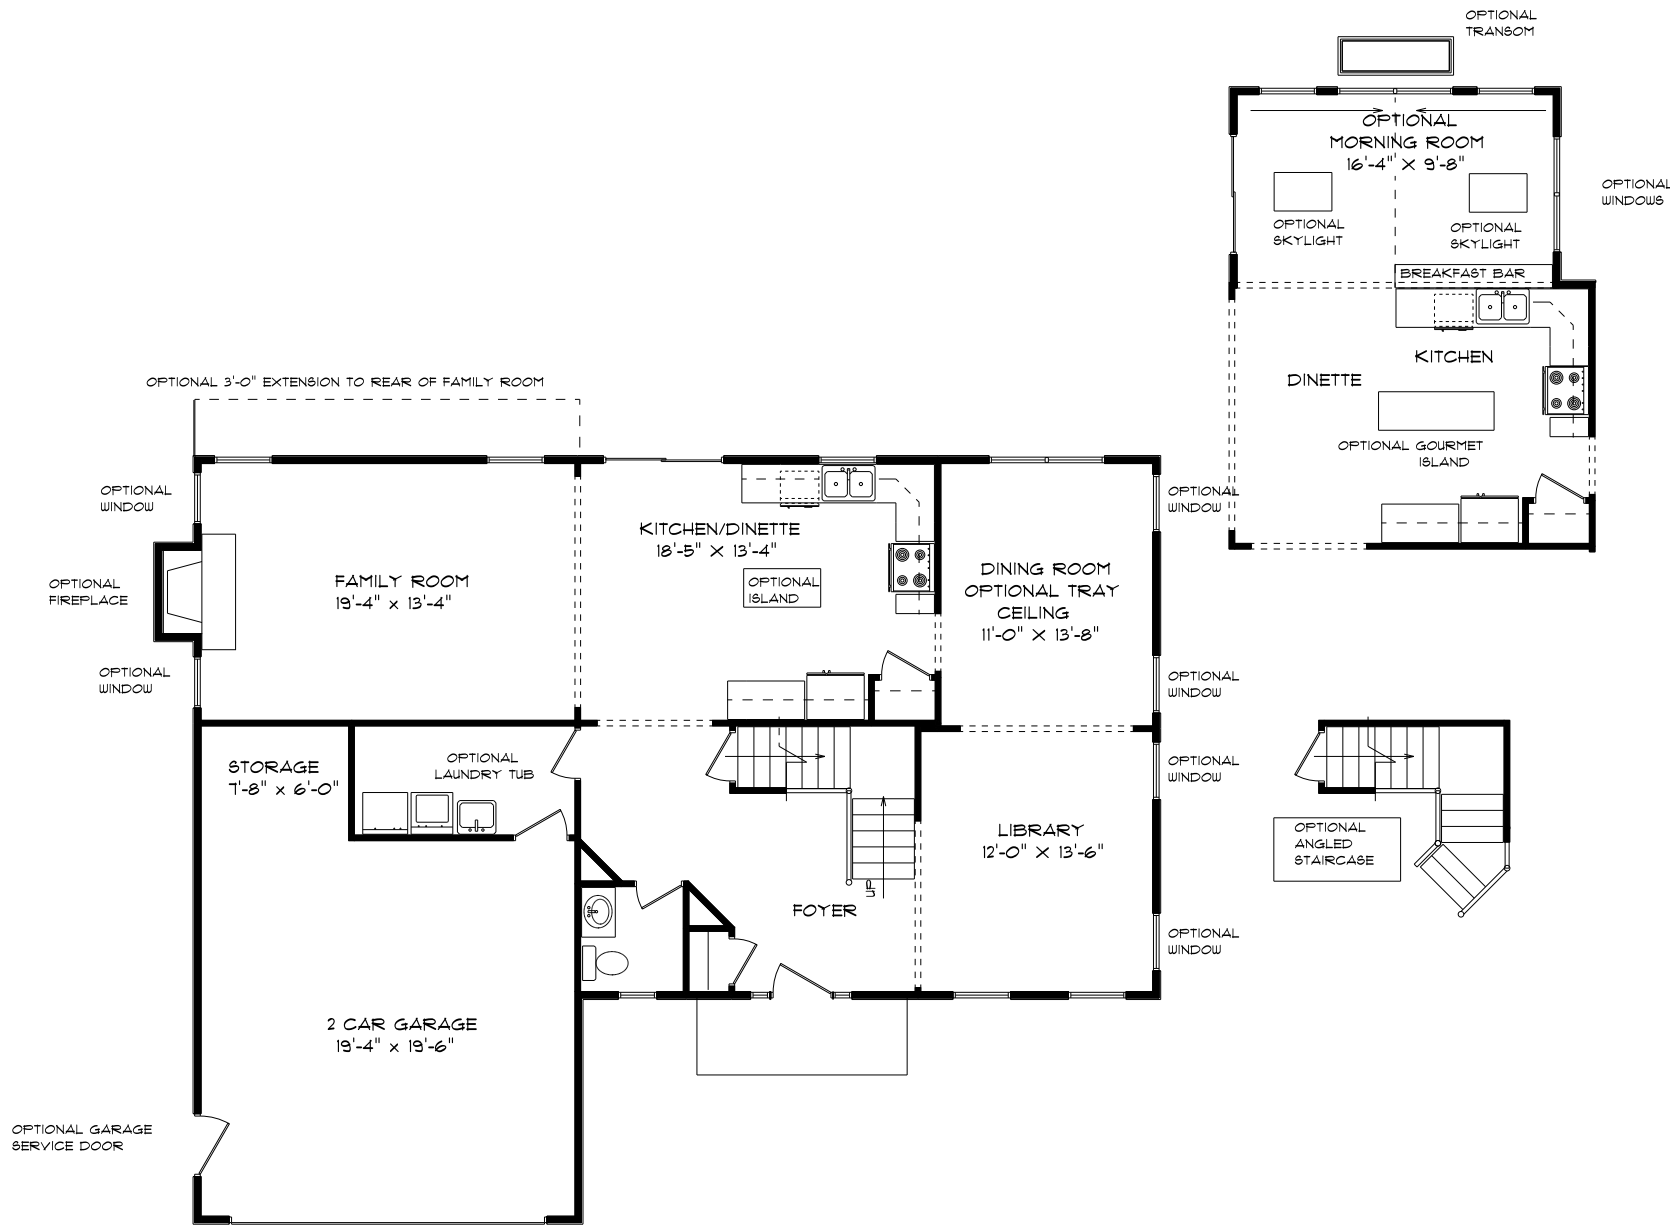 OPTIONAL
TRANSOM
OPTIONAL
MORNING ROOM
16'-4" X 9'-8"
OPTIONAL
WINDOWS
OPTIONAL
SKYLIGHT
OPTIONAL
SKYLIGHT
BREAKFAST BAR
KITCHEN
DINETTE
OPTIONAL GOURMET
ISLAND
OPTIONAL 3'-0" EXTENSION TO REAR OF FAMILY ROOM
OPTIONAL
WINDOW
OPTIONAL
FIREPLACE
OPTIONAL
WINDOW
FAMILY ROOM
19'-4" x 13'-4"
KITCHEN/DINETTE
18'-5" X 13'-4"
OPTIONAL
ISLAND
DINING ROOM
OPTIONAL TRAY
CEILING
11'-0" X 13'-8"
OPTIONAL
WINDOW
OPTIONAL
WINDOW
STORAGE
7'-8" x 6'-0"
OPTIONAL
LAUNDRY TUB
OPTIONAL
WINDOW
LIBRARY
12'-0" X 13'-6"
UP
FOYER
OPTIONAL
WINDOW
OPTIONAL
ANGLED
STAIRCASE
2 CAR GARAGE
19'-4" x 19'-6"
OPTIONAL GARAGE
SERVICE DOOR